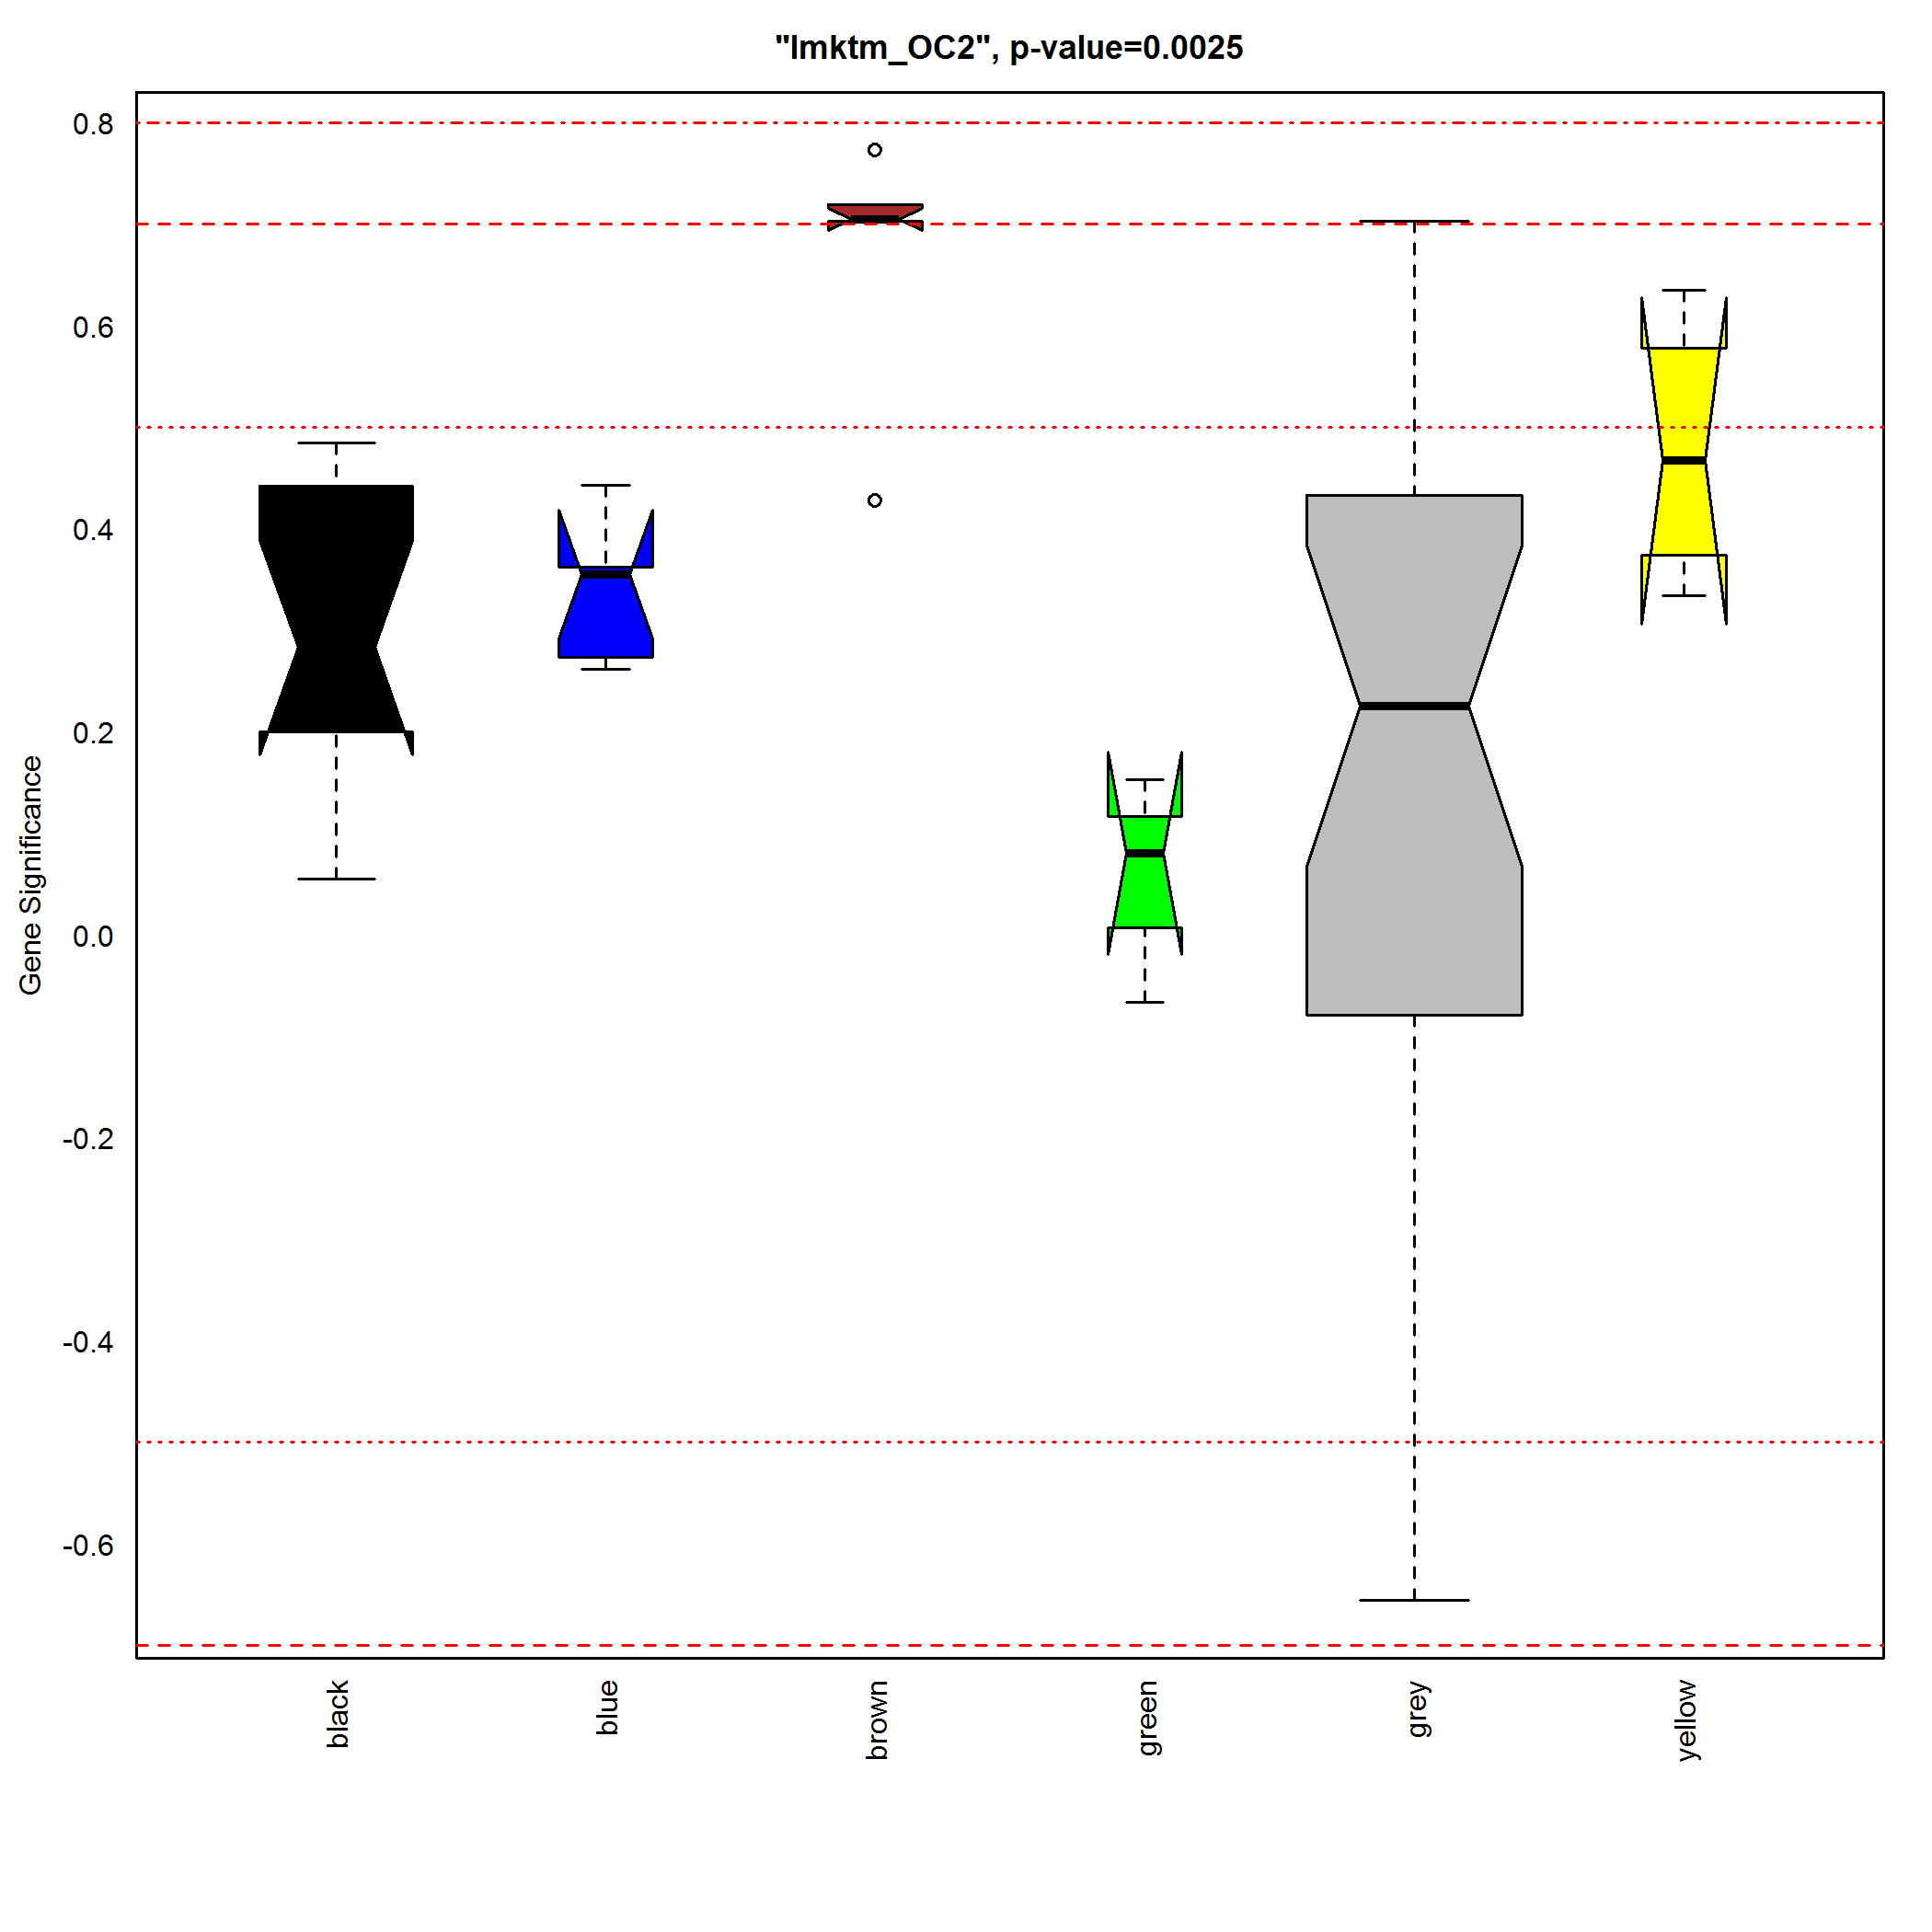 "lmktm_OC2", p-value=0.0025
Gene Significance
0.8
0.6
0.4
0.2
0.0
-0.2
-0.4
-0.6
black
blue
brown
green
grey
yellow